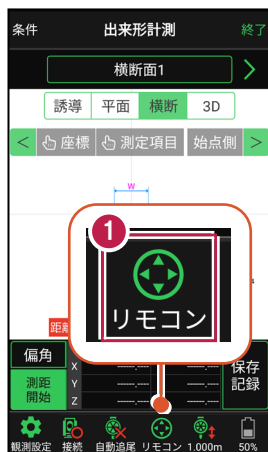 条件 出来形計測 終了
横断面1 >
誘導 平面 横断 3D
< 座標 測定項目 始点側 >
W
1
リモコン
4
距離
偏角
測距
開始
X
Y
Z
保存
記録
観測設定 接続 自動追尾 リモコン 1.000m 50%